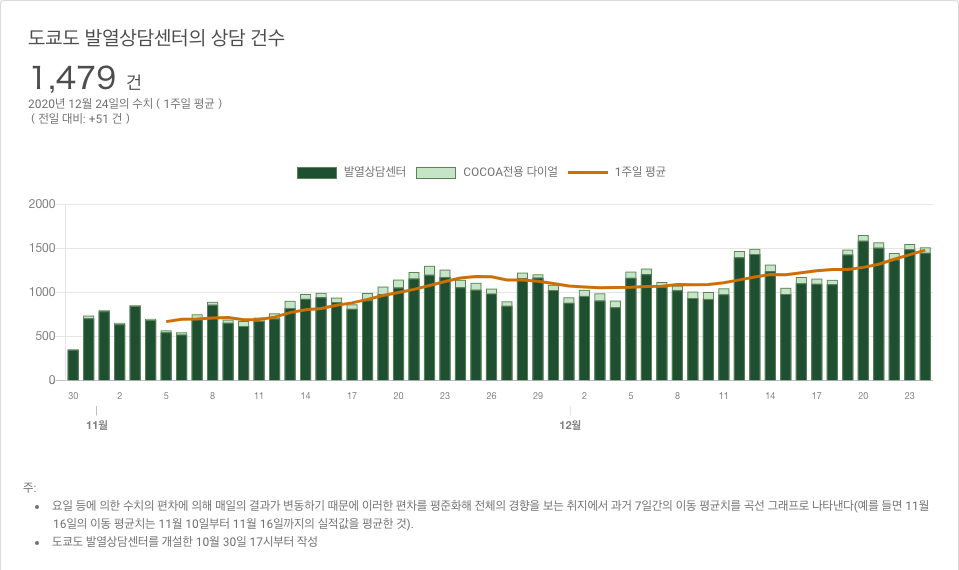 도쿄도 발열상담센터의 상담 건수
1,479 건
2020년 12월 24일의 수치 ( 1주일 평균 )
( 전일 대비: +51 건 )
발열상담센터 COCOA전용 다이얼 1주일 평균
2000
1500
1000
500
0
30 2 5 8 11 14 17 20 23 26 29 2 5 8 11 14 17 20 23
11월 12월
주:
• 요일 등에 의한 수치의 편차에 의해 매일의 결과가 변동하기 때문에 이러한 편차를 평준화해 전체의 경향을 보는 취지에서 과거 7일간의 이동 평균치를 곡선 그래프로 나타낸다(예를 들면 11월
16일의 이동 평균치는 11월 10일부터 11월 16일까지의 실적값을 평균한 것).
• 도쿄도 발열상담센터를 개설한 10월 30일 17시부터 작성